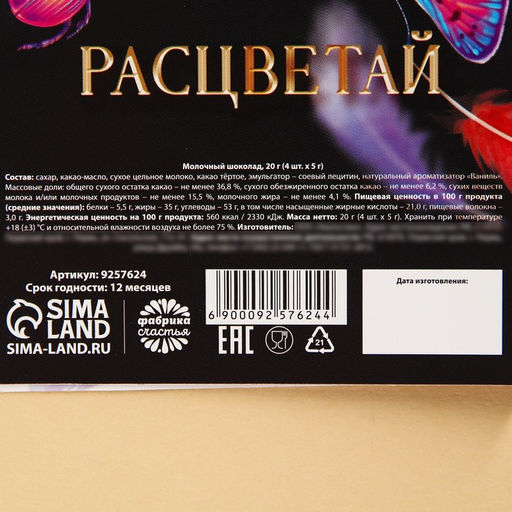 РАСЦВЕТАЙ
Молочный шоколад, 20 г (4 шт. х 5 г)
Состав: сахар, какао-масло, сухое цельное молоко, какао тёртое, эмульгатор – соевый лецитин, натуральный ароматизатор «Ваниль».
Массовые доли: общего сухого остатка какао – не менее 36,8 %, сухого обезжиренного остатка какао – не менее 6,2 %, сухих веществ
молока и/или молочных продуктов – не менее 15,5 %, молочного жира – не менее 4,1 %. Пищевая ценность в 100 г продукта
(средние значения): белки – 5,5 г, жиры – 35 г, углеводы – 53 г, в том числе насыщенные жирные кислоты – 21,0 г, пищевые волокна –
3,0 г. Энергетическая ценность на 100 г продукта: 560 ккал / 2330 кДж. Масса нетто: 20 г (4 шт. х 5 г). Хранить при температуре
+18 (±3) °С и относительной влажности воздуха не более 75 %. Изготовитель:
Артикул: 9257624
Срок годности: 12 месяцев
SIMA
LAND
SIMA-LAND.RU
фабрика
счастья
6 900092 576244
EAC
21
Дата изготовления: